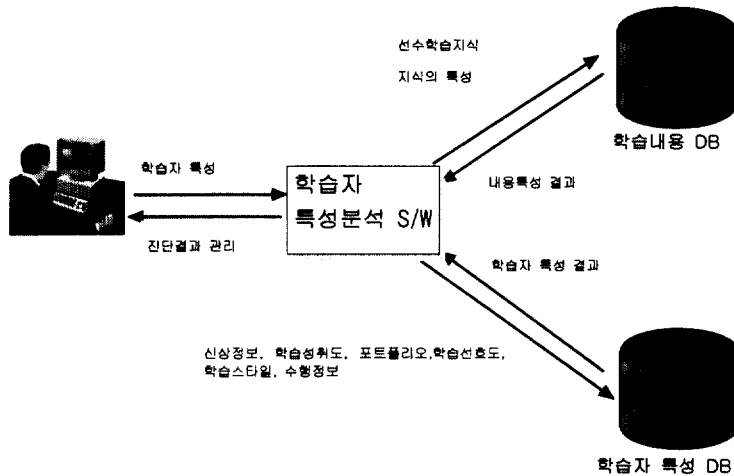 선수학습지식
지식의 특성
학습내용 DB
학습자 특성
학습자
특성분석 S/W
내용특성 결과
진단결과 관리
학습자 특성 결과
신상정보, 학습성취도, 포트폴리오,학습선호도,
학습스타일, 수행정보
학습자 특성 DB